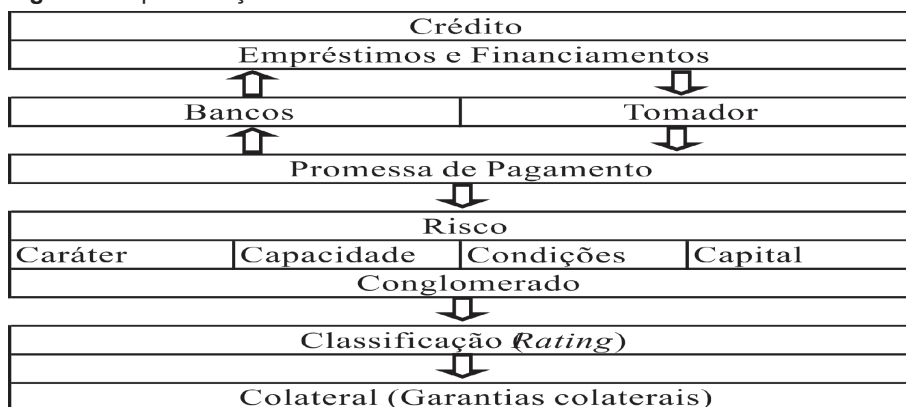 Crédito
Empréstimos e Financiamentos
Bancos Tomador
Promessa de Pagamento
Risco
Caráter Capacidade Condições Capital
Conglomerado
Classificação (Rating)
Colateral (Garantias colaterais)